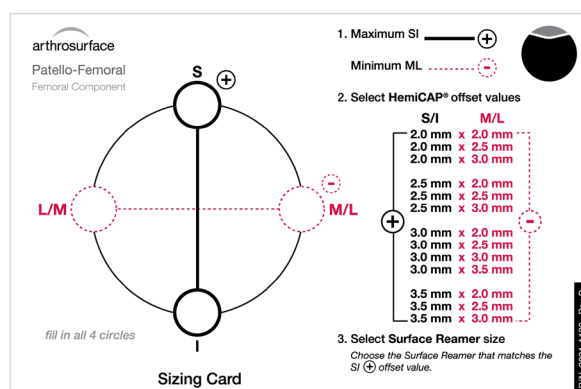 arthrosurface
Patello-Femoral
Femoral Component
S
+
L/M
-
M/L
I
fill in all 4 circles
Sizing Card
1. Maximum SI +
Minimum ML -
2. Select HemiCAP® offset values
S/I M/L
2.0 mm x 2.0 mm
2.0 mm x 2.5 mm
2.0 mm x 3.0 mm
2.5 mm x 2.0 mm
2.5 mm x 2.5 mm
2.5 mm x 3.0 mm
+
-
3.0 mm x 2.0 mm
3.0 mm x 2.5 mm
3.0 mm x 3.0 mm
3.0 mm x 3.5 mm
3.5 mm x 2.0 mm
3.5 mm x 2.5 mm
3.5 mm x 3.0 mm
3. Select Surface Reamer size
Choose the Surface Reamer that matches the
SI + offset value.